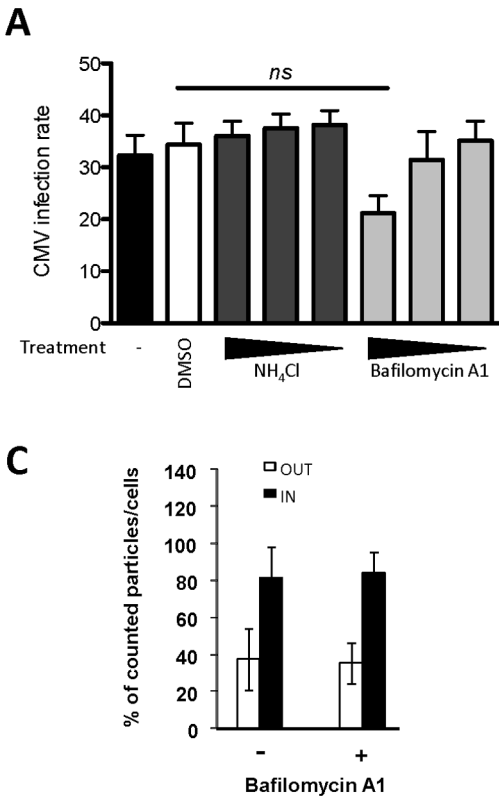 A
ns
CMV infection rate
50
40
30
20
10
0
Treatment - DMSO NH₄Cl Bafilomycin A1
C
OUT
IN
% of counted particles/cells
140
120
100
80
60
40
20
0
- +
Bafilomycin A1